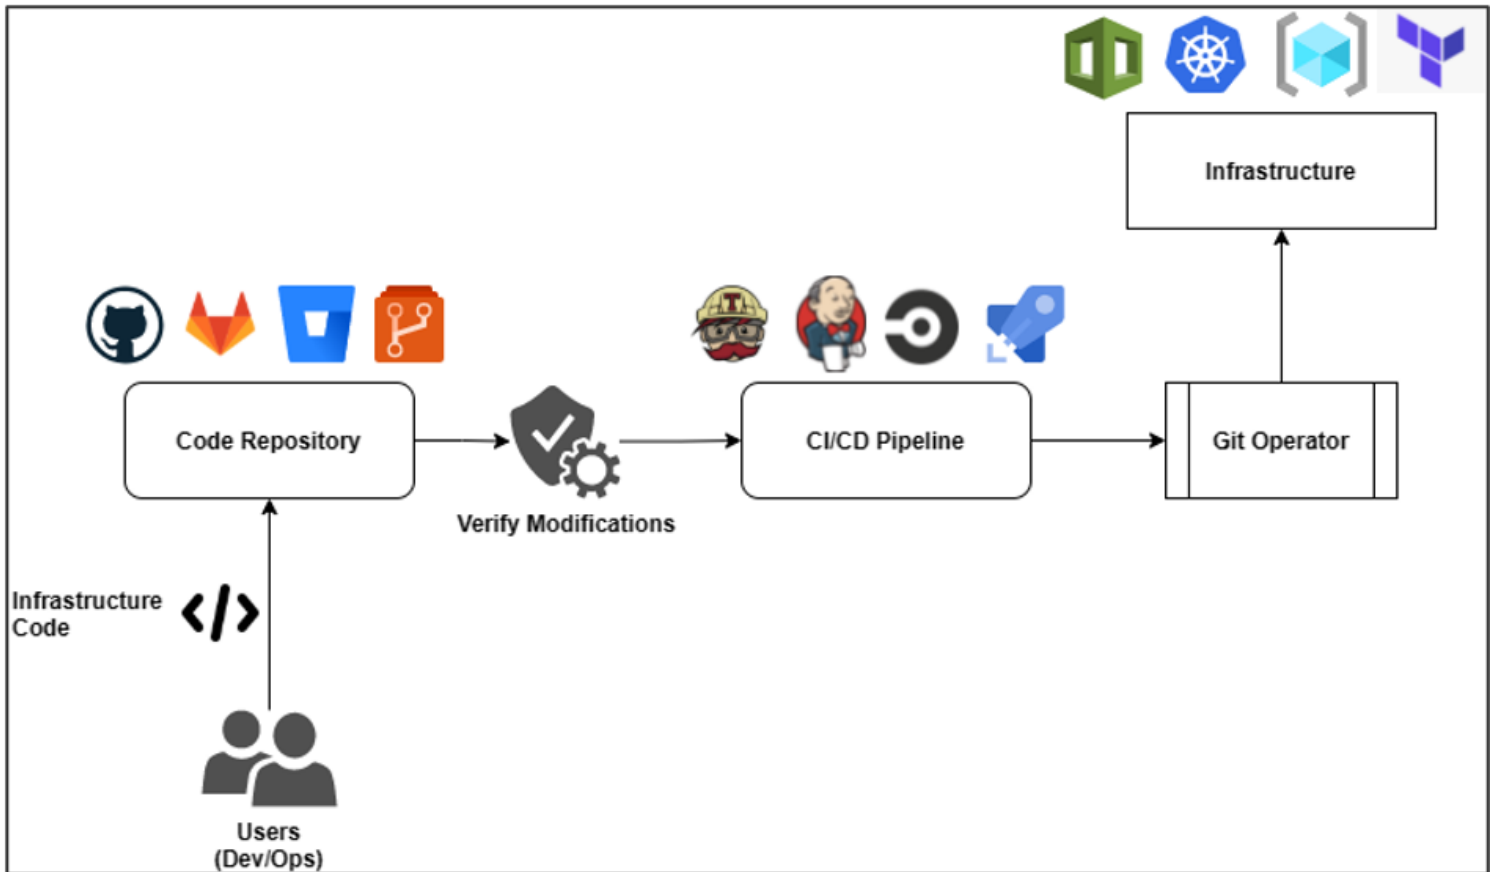 Infrastructure
Code Repository
CI/CD Pipeline
Git Operator
Verify Modifications
Infrastructure
Code
</>
Users
(Dev/Ops)
T